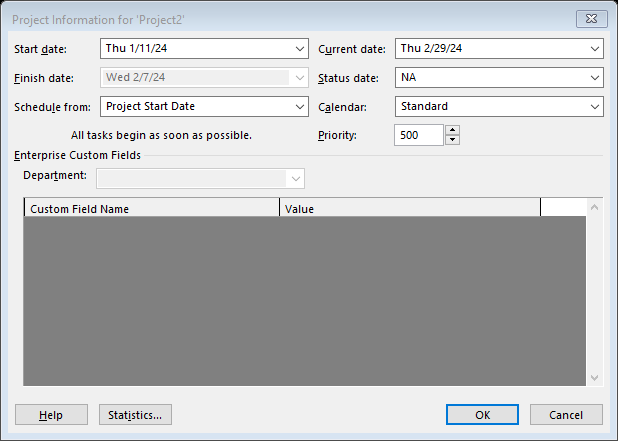 Project Information for 'Project2'
Start date: Thu 1/11/24 Current date: Thu 2/29/24
Finish date: Wed 2/7/24 Status date: NA
Schedule from: Project Start Date Calendar: Standard
All tasks begin as soon as possible. Priority: 500
Enterprise Custom Fields
Department:
Custom Field Name Value
Help Statistics... OK Cancel